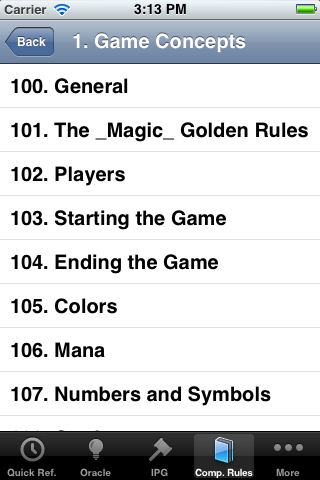 Carrier 3:13 PM
Back 1. Game Concepts
100. General
101. The _Magic_ Golden Rules
102. Players
103. Starting the Game
104. Ending the Game
105. Colors
106. Mana
107. Numbers and Symbols
Quick Ref. Oracle IPG Comp. Rules More